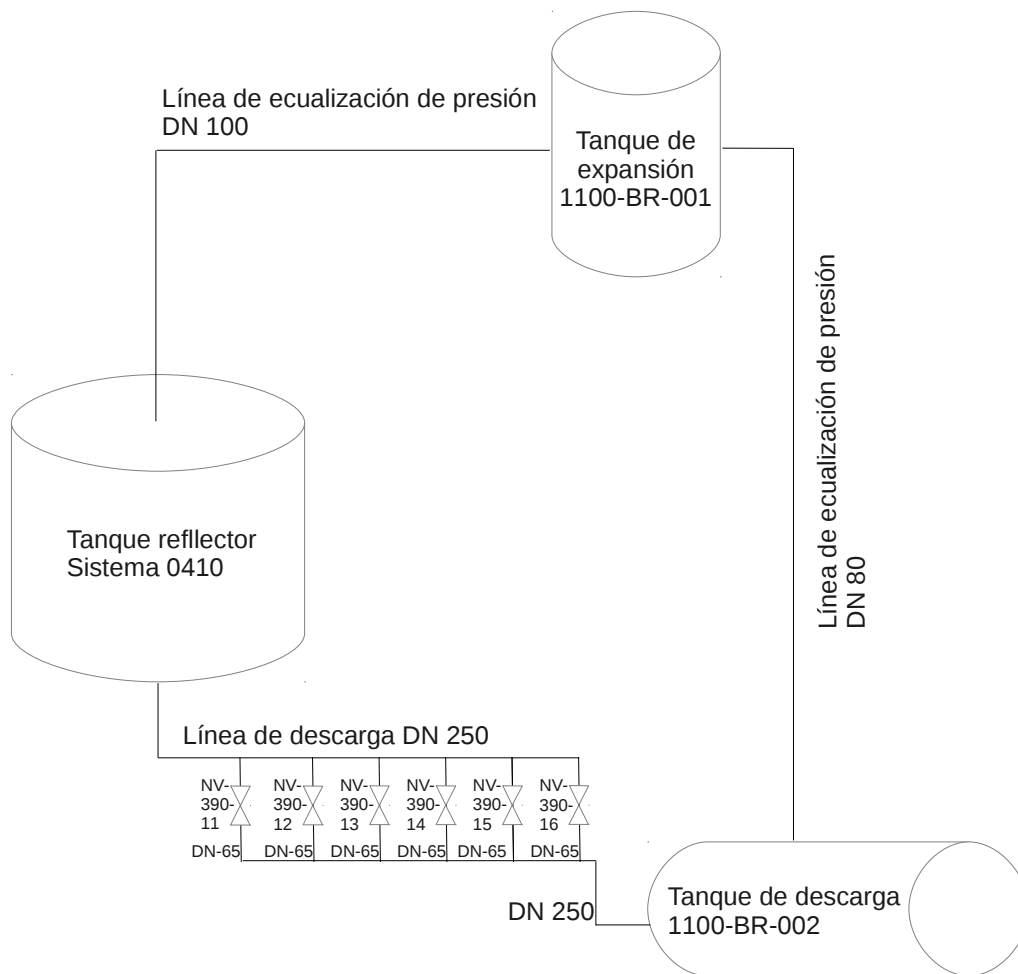 Línea de ecualización de presión
DN 100
Tanque de
expansión
1100-BR-001
Línea de ecualización de presión
DN 80
Tanque refllector
Sistema 0410
Línea de descarga DN 250
NV-
390-
11
NV-
390-
12
NV-
390-
13
NV-
390-
14
NV-
390-
15
NV-
390-
16
DN-65
DN-65
DN-65
DN-65
DN-65
DN-65
DN 250
Tanque de descarga
1100-BR-002